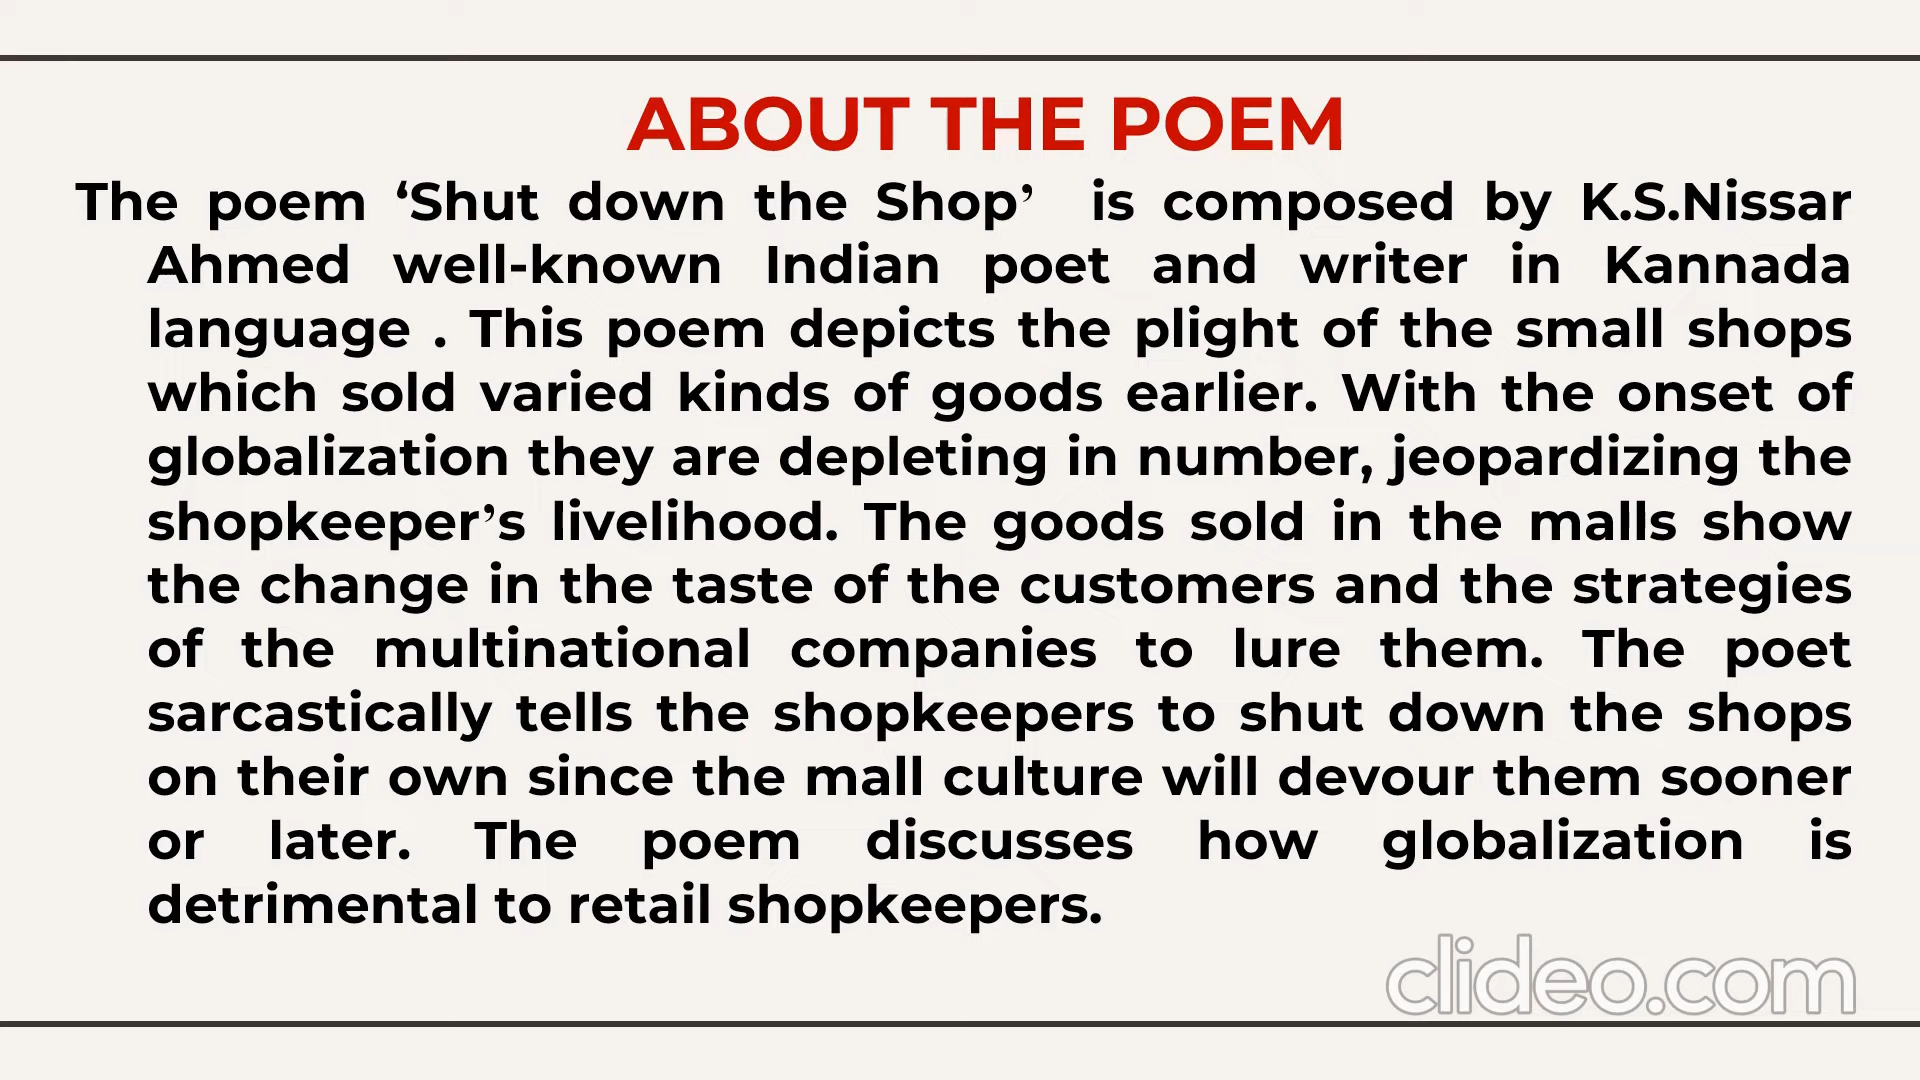 ABOUT THE POEM
The poem ‘Shut down the Shop’ is composed by K.S.Nissar
Ahmed well-known Indian poet and writer in Kannada
language . This poem depicts the plight of the small shops
which sold varied kinds of goods earlier. With the onset of
globalization they are depleting in number, jeopardizing the
shopkeeper’s livelihood. The goods sold in the malls show
the change in the taste of the customers and the strategies
of the multinational companies to lure them. The poet
sarcastically tells the shopkeepers to shut down the shops
on their own since the mall culture will devour them sooner
or later. The poem discusses how globalization is
detrimental to retail shopkeepers.
clideo.com